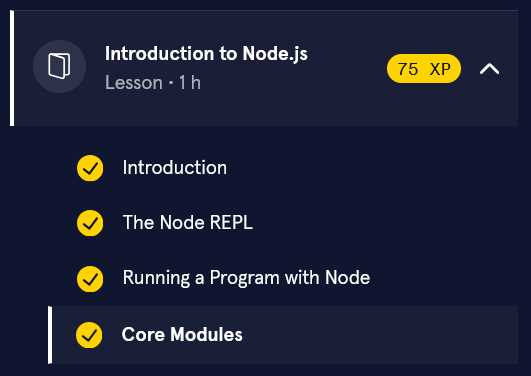 Introduction to Node.js
Lesson • 1 h
75 XP
Introduction
The Node REPL
Running a Program with Node
Core Modules